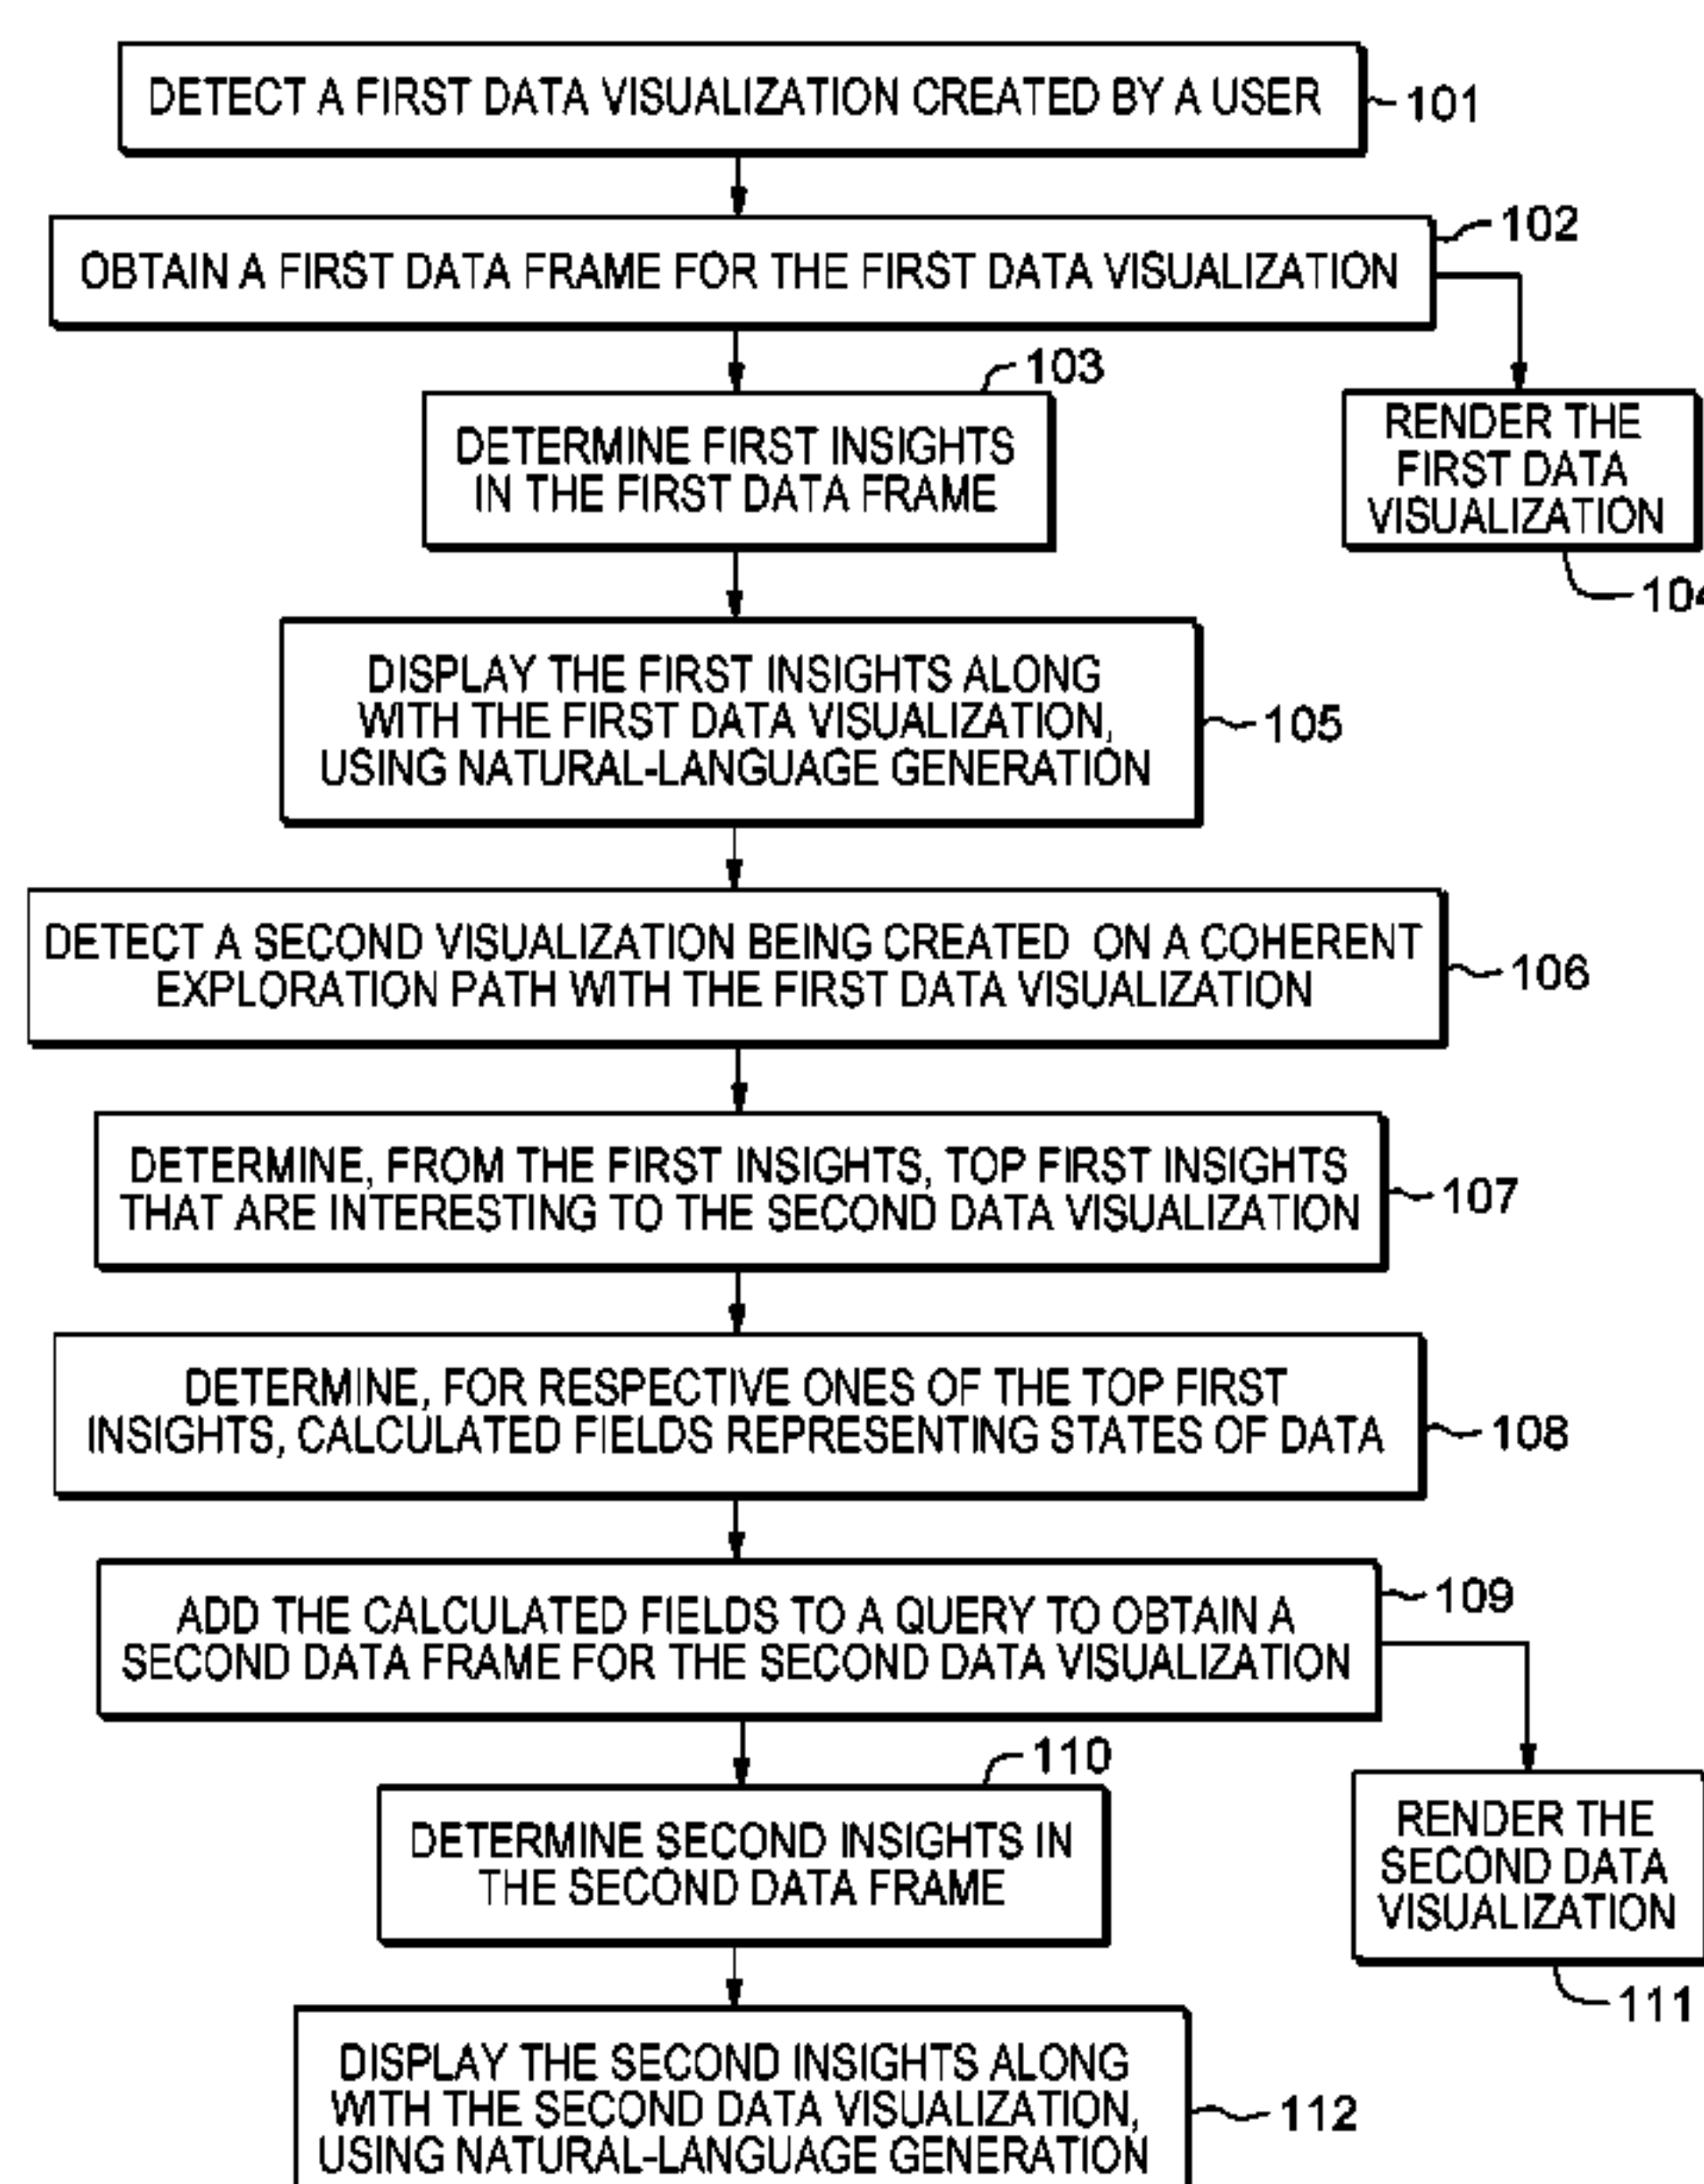 DETECT A FIRST DATA VISUALIZATION CREATED BY A USER
101
OBTAIN A FIRST DATA FRAME FOR THE FIRST DATA VISUALIZATION
102
103
DETERMINE FIRST INSIGHTS
IN THE FIRST DATA FRAME
RENDER THE
FIRST DATA
VISUALIZATION
104
DISPLAY THE FIRST INSIGHTS ALONG
WITH THE FIRST DATA VISUALIZATION,
USING NATURAL-LANGUAGE GENERATION
105
DETECT A SECOND VISUALIZATION BEING CREATED ON A COHERENT
EXPLORATION PATH WITH THE FIRST DATA VISUALIZATION
106
DETERMINE, FROM THE FIRST INSIGHTS, TOP FIRST INSIGHTS
THAT ARE INTERESTING TO THE SECOND DATA VISUALIZATION
107
DETERMINE, FOR RESPECTIVE ONES OF THE TOP FIRST
INSIGHTS, CALCULATED FIELDS REPRESENTING STATES OF DATA
108
ADD THE CALCULATED FIELDS TO A QUERY TO OBTAIN A
SECOND DATA FRAME FOR THE SECOND DATA VISUALIZATION
109
110
DETERMINE SECOND INSIGHTS IN
THE SECOND DATA FRAME
RENDER THE
SECOND DATA
VISUALIZATION
111
DISPLAY THE SECOND INSIGHTS ALONG
WITH THE SECOND DATA VISUALIZATION,
USING NATURAL-LANGUAGE GENERATION
112